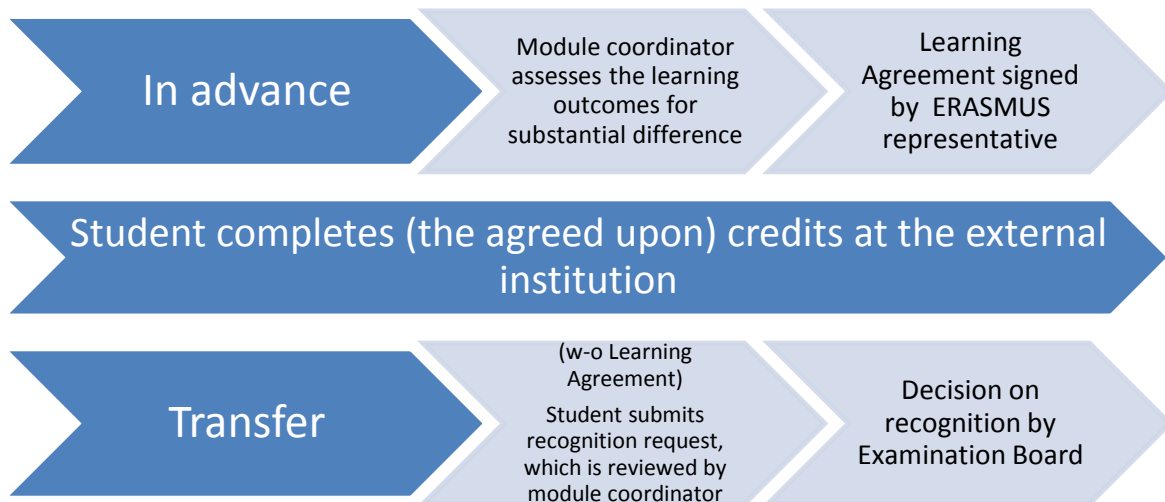 In advance
Module coordinator
assesses the learning
outcomes for
substantial difference
Learning
Agreement signed
by ERASMUS
representative
Student completes (the agreed upon) credits at the external
institution
Transfer
(w-o Learning
Agreement)
Student submits
recognition request,
which is reviewed by
module coordinator
Decision on
recognition by
Examination Board